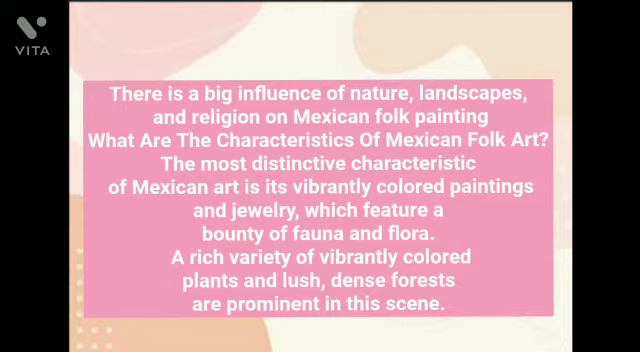 VITA
There is a big influence of nature, landscapes,
and religion on Mexican folk painting
What Are The Characteristics Of Mexican Folk Art?
The most distinctive characteristic
of Mexican art is its vibrantly colored paintings
and jewelry, which feature a
bounty of fauna and flora.
A rich variety of vibrantly colored
plants and lush, dense forests
are prominent in this scene.